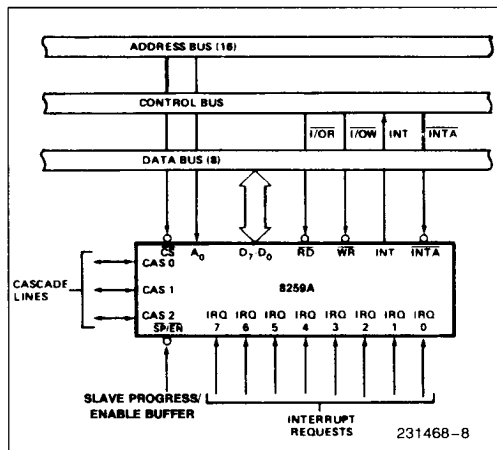 ADDRESS BUS (16)
CONTROL BUS
I/OR I/OW INT INTA
DATA BUS (8)
CS A0 D7-D0 RD WR INT INTA
CAS 0
CASCADE LINES
CAS 1
8259A
CAS 2
SP/EN
IRQ IRQ IRQ IRQ IRQ IRQ IRQ IRQ
7 6 5 4 3 2 1 0
SLAVE PROGRESS/
ENABLE BUFFER
INTERRUPT
REQUESTS
231468-8